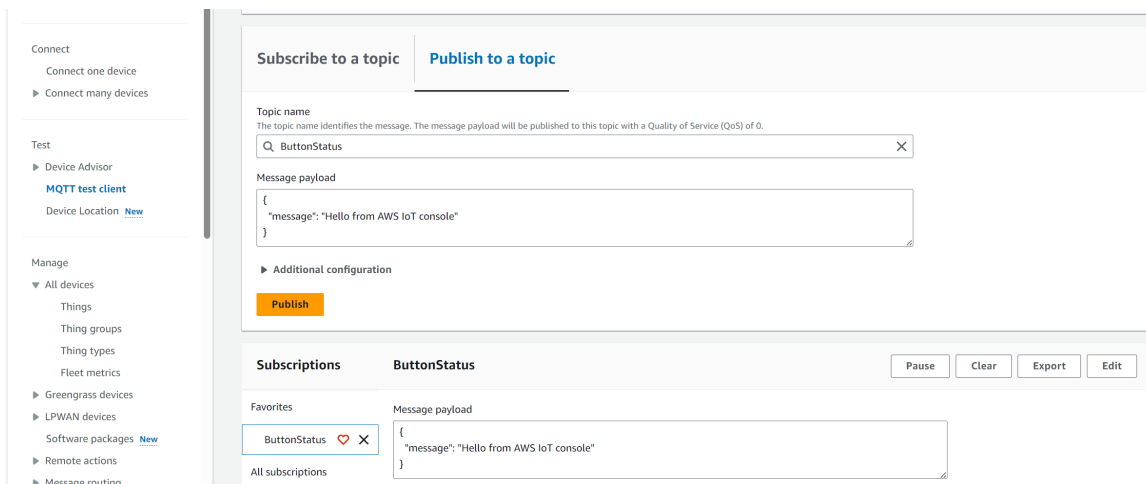 Connect
Connect one device
Connect many devices
Test
Device Advisor
MQTT test client
Device Location New
Manage
All devices
Things
Thing groups
Thing types
Fleet metrics
Greengrass devices
LPWAN devices
Software packages New
Remote actions
Message routing
Subscribe to a topic
Publish to a topic
Topic name
The topic name identifies the message. The message payload will be published to this topic with a Quality of Service (QoS) of 0.
ButtonStatus
Message payload
{
"message": "Hello from AWS IoT console"
}
Additional configuration
Publish
Subscriptions
ButtonStatus
Pause
Clear
Export
Edit
Favorites
ButtonStatus
All subscriptions
Message payload
{
"message": "Hello from AWS IoT console"
}